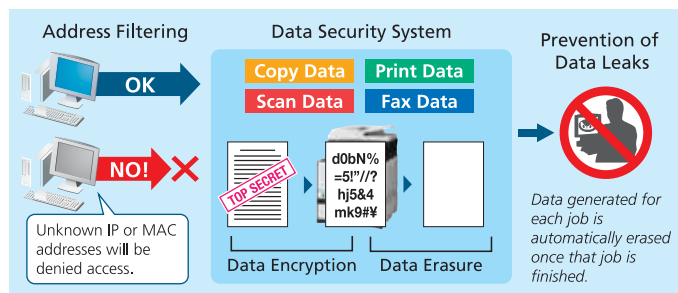 Address Filtering
OK
NO!
Unknown IP or MAC
addresses will be
denied access.
Data Security System
Copy Data
Print Data
Scan Data
Fax Data
TOP SECRET
d0bN%
=5!”//?
hj5&4
mk9#¥
Data Encryption
Data Erasure
Prevention of
Data Leaks
Data generated for
each job is
automatically erased
once that job is
finished.